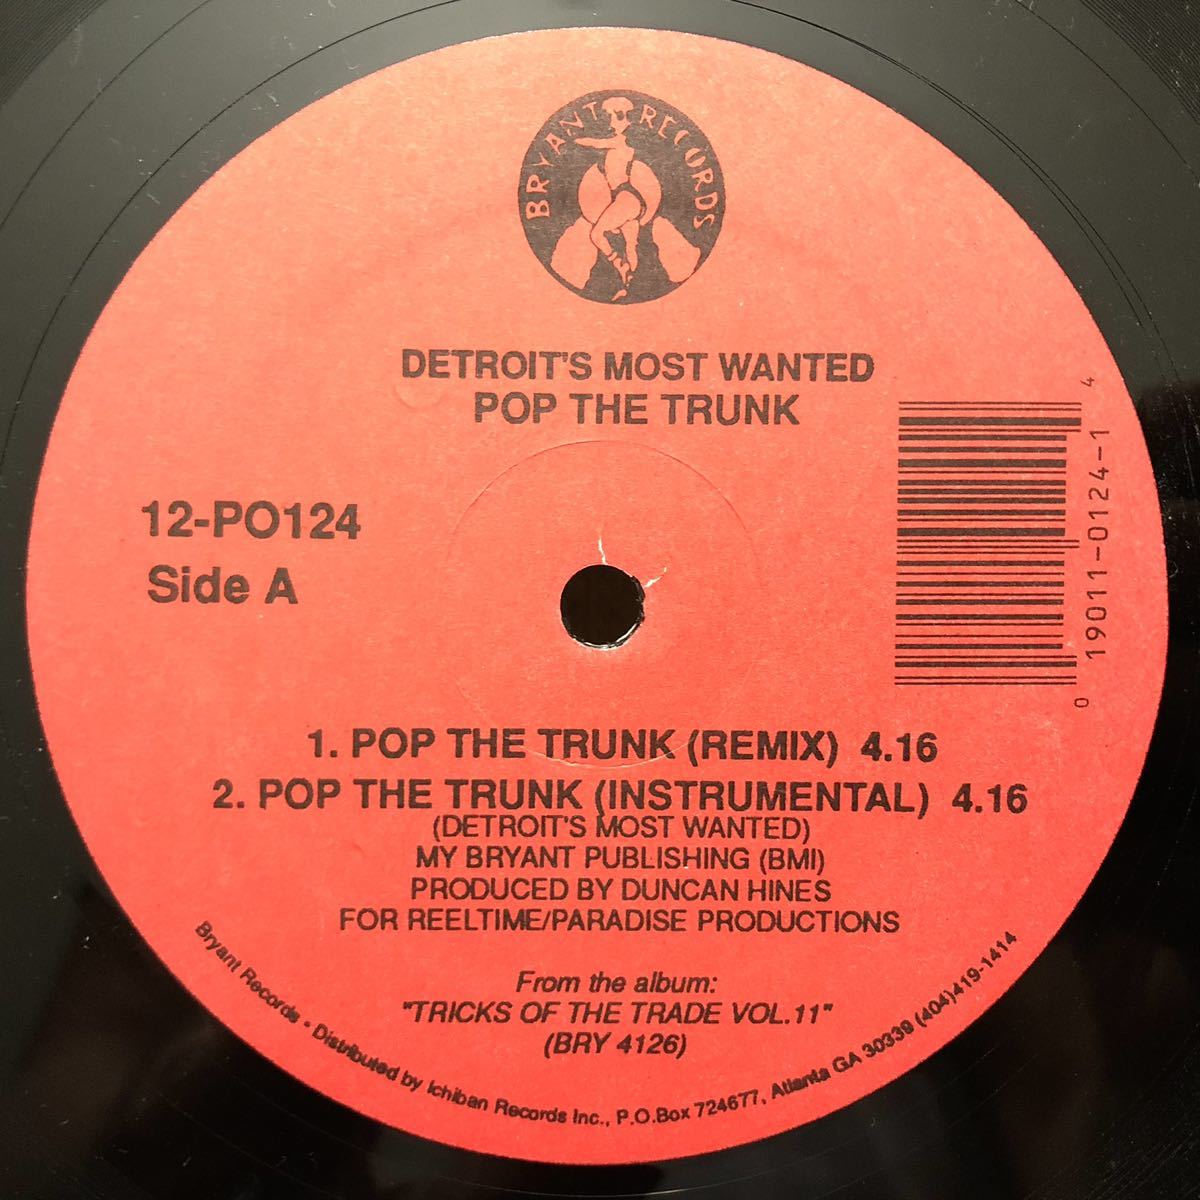 BRYANT RECORDS
DETROIT'S MOST WANTED
POP THE TRUNK
12-PO124
Side A
0 19011-0124-1 4
1. POP THE TRUNK (REMIX) 4.16
2. POP THE TRUNK (INSTRUMENTAL) 4.16
(DETROIT'S MOST WANTED)
MY BRYANT PUBLISHING (BMI)
PRODUCED BY DUNCAN HINES
FOR REELTIME/PARADISE PRODUCTIONS
From the album:
"TRICKS OF THE TRADE VOL.11"
(BRY 4126)
Bryant Records - Distributed by Ichiban Records Inc., P.O.Box 724677, Atlanta GA 30339 (404)419-1414